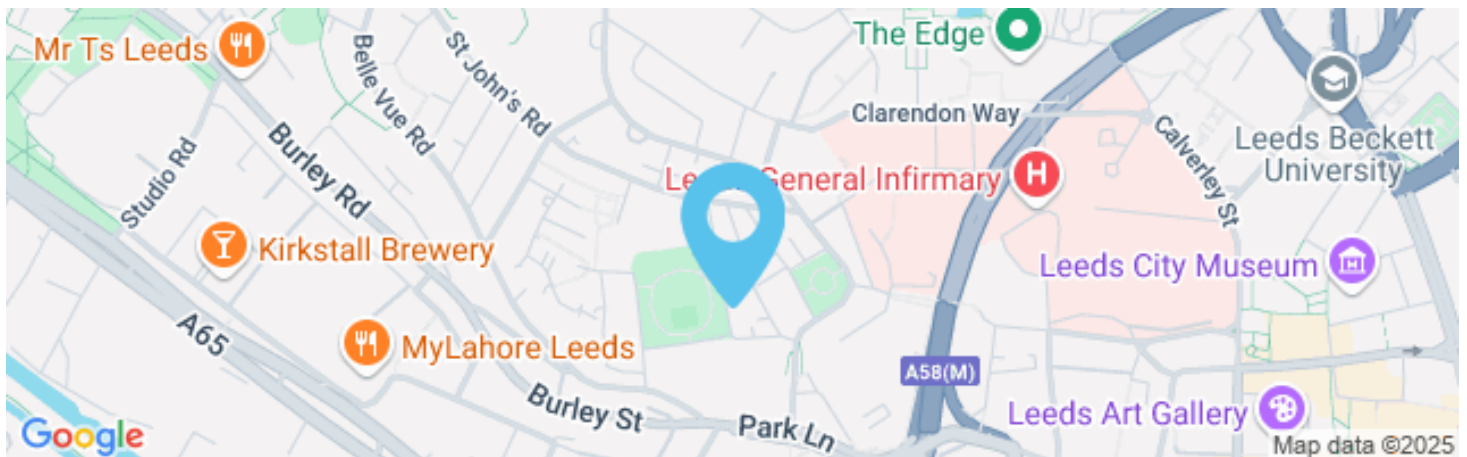 Mr Ts Leeds
Belle Vue Rd
St John's Rd
The Edge
Clarendon Way
Calverley St
Leeds Beckett
University
Studio Rd
Burley Rd
General Infirmary
H
Kirkstall Brewery
Leeds City Museum
A65
MyLahore Leeds
A58(M)
Burley St
Park Ln
Leeds Art Gallery
Google
Map data ©2025